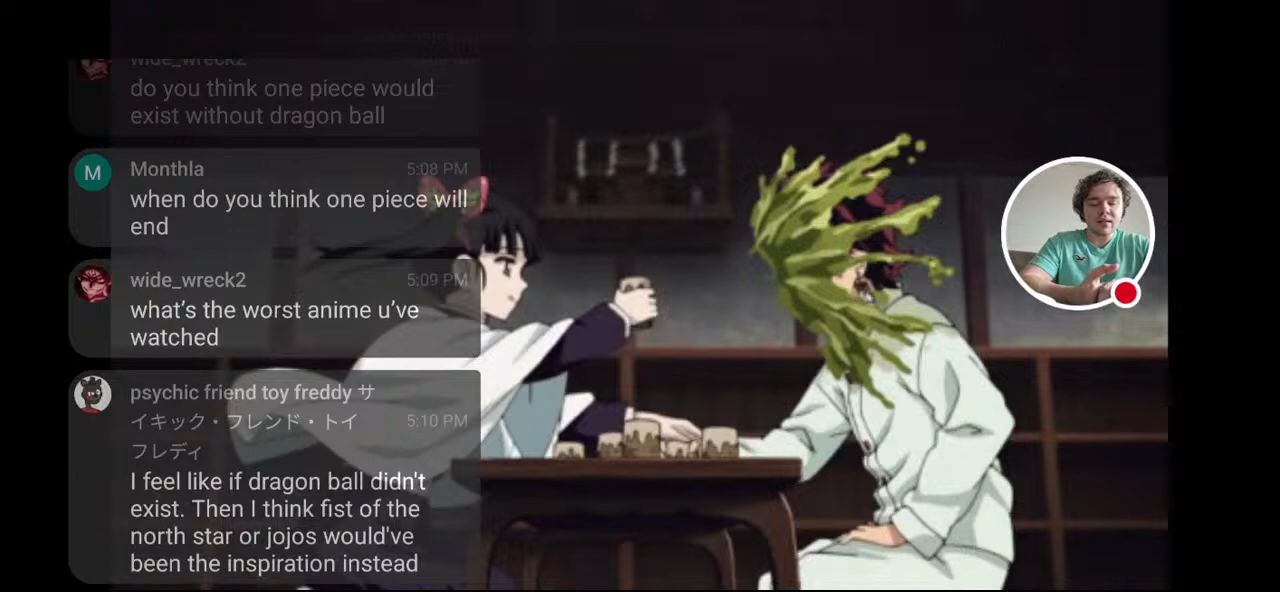 wide_wreck2
do you think one piece would
exist without dragon ball
M
Monthla 5:08 PM
when do you think one piece will
end
wide_wreck2 5:09 PM
what's the worst anime u've
watched
psychic friend toy freddy サ
イキック・フレンド・トイ 5:10 PM
フレディ
I feel like if dragon ball didn't
exist. Then I think fist of the
north star or jojos would've
been the inspiration instead